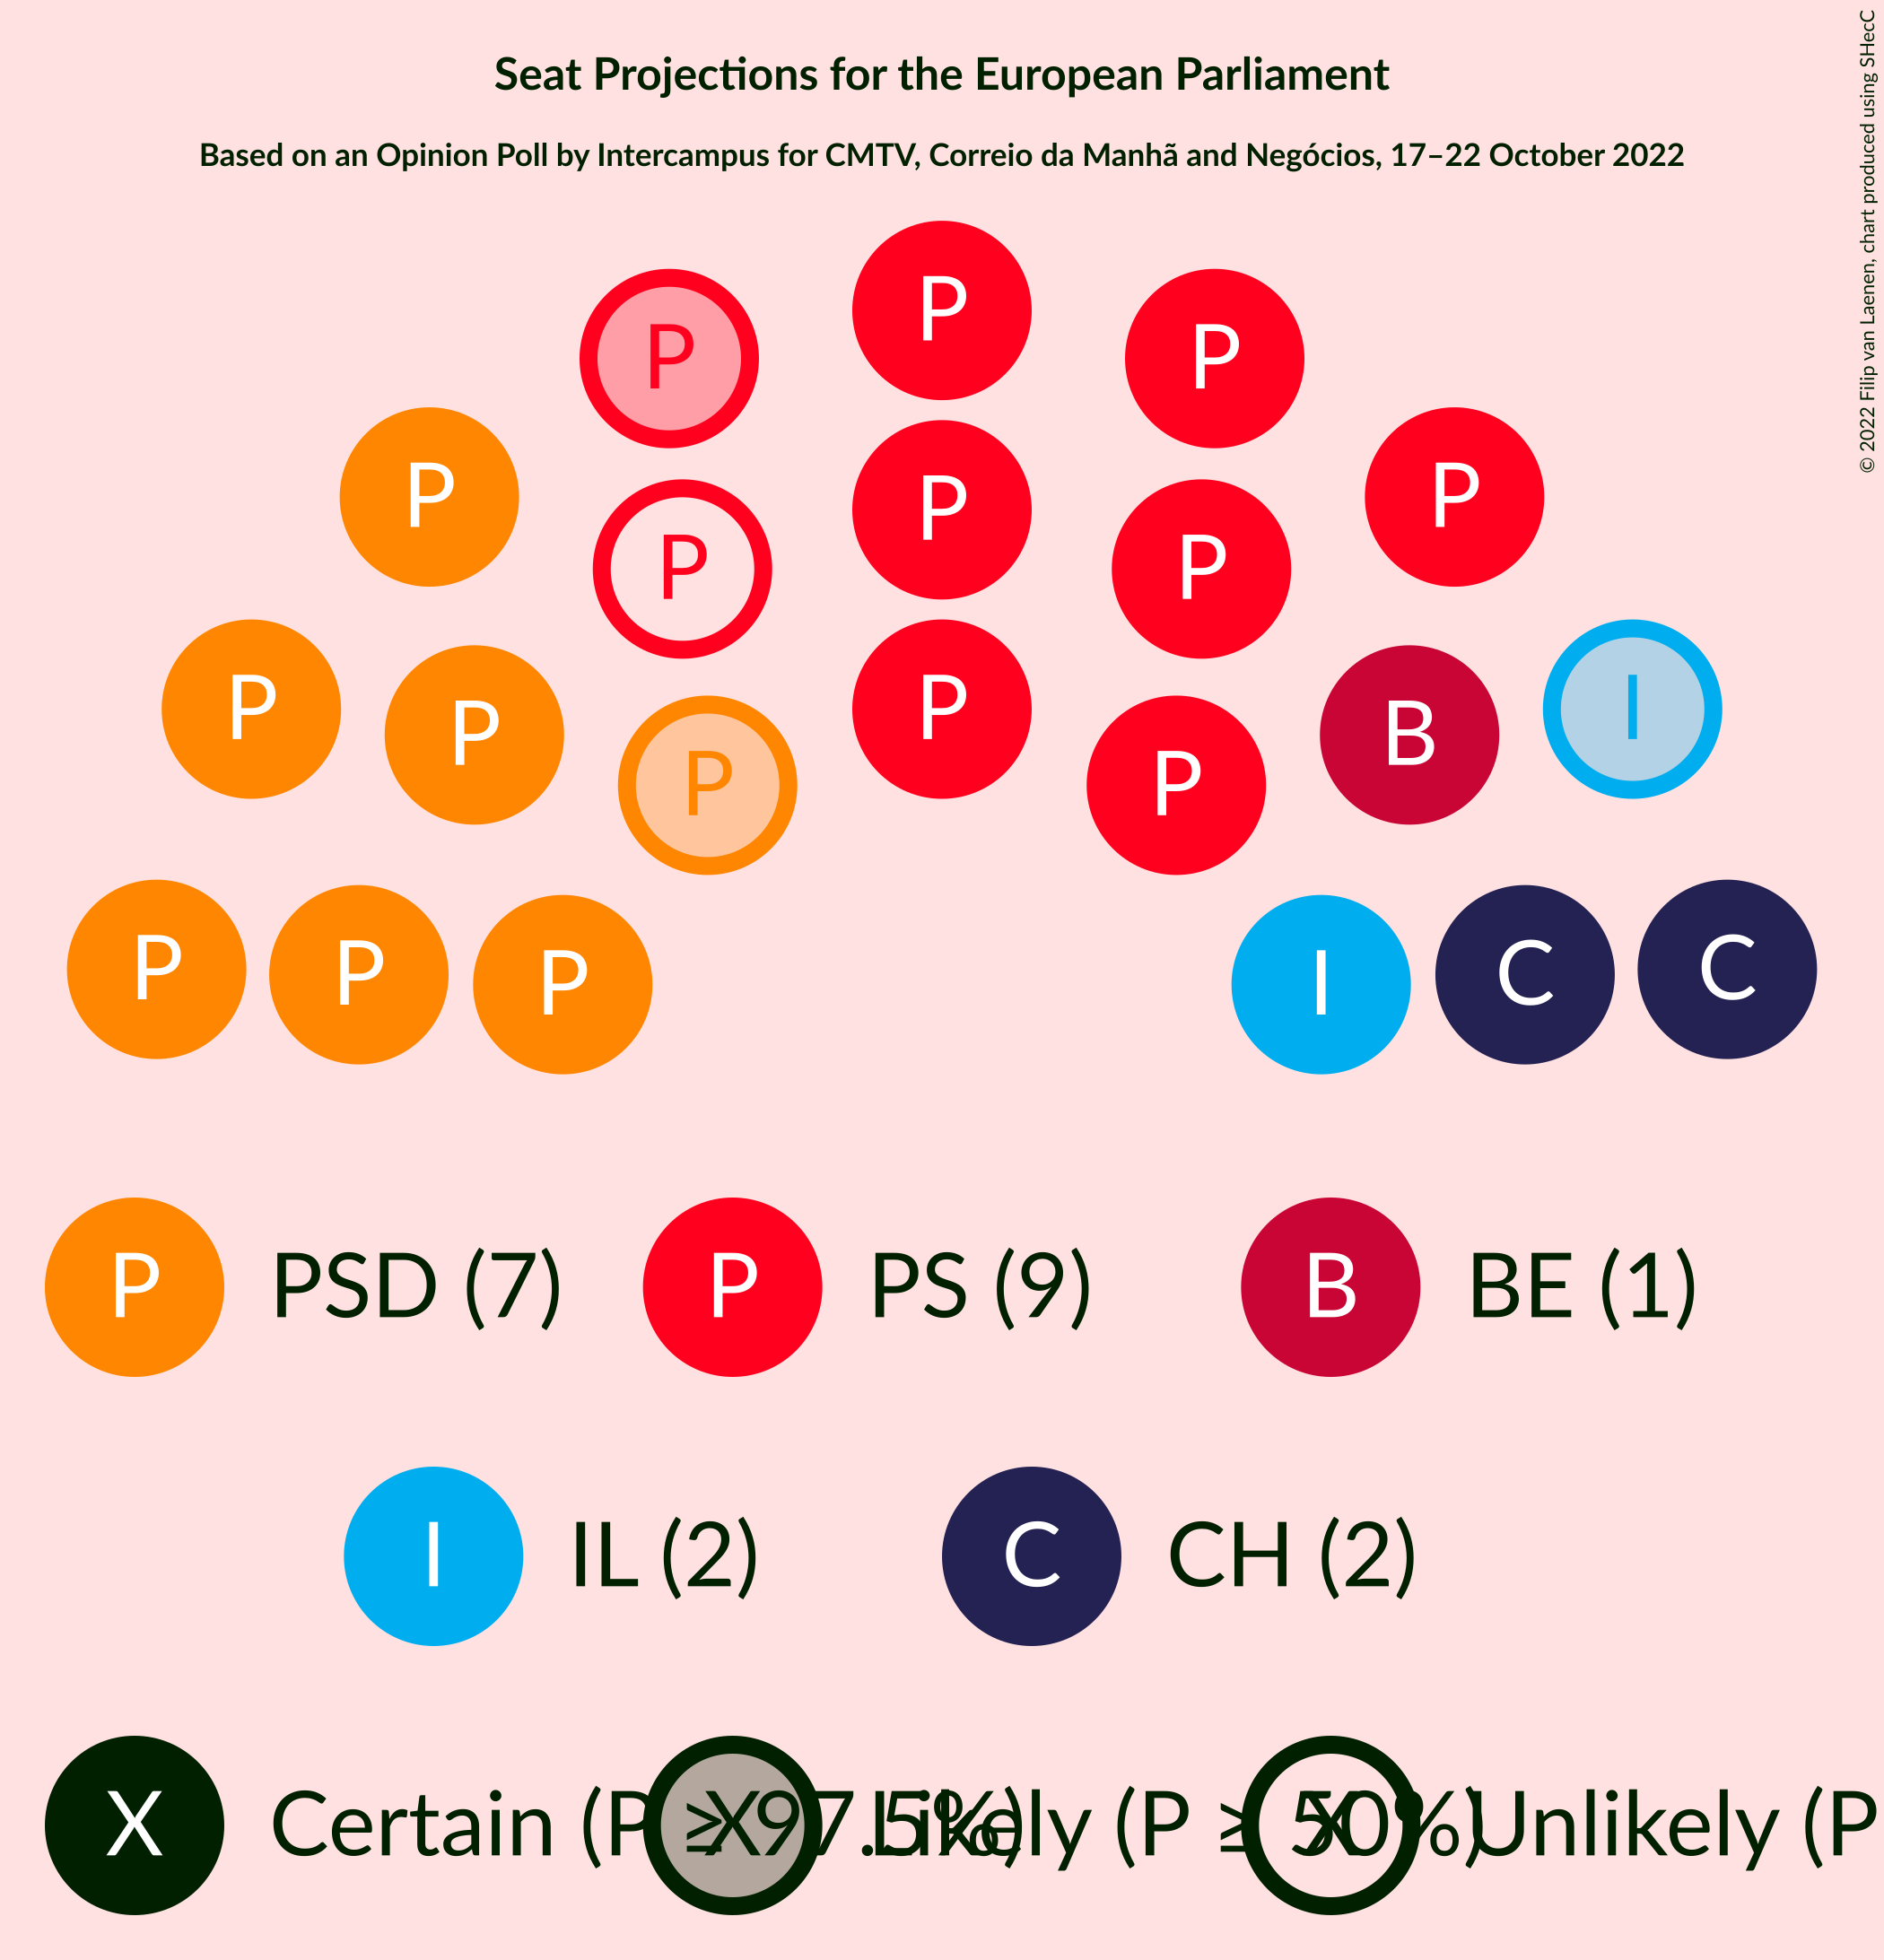 Seat Projections for the European Parliament
Based on an Opinion Poll by Intercampus for CMTV, Correio da Manhã and Negócios, 17–22 October 2022
© 2022 Filip van Laenen, chart produced using SHecC
P
P
P
P
P
P
P
P
P
P
P
P
P
P
B
I
P
P
P
I
C
C
P PSD (7) P PS (9) B BE (1)
I IL (2) C CH (2)
X Certain (P ≥ 97.5%) X Likely (P ≥ 50%) X Unlikely (P